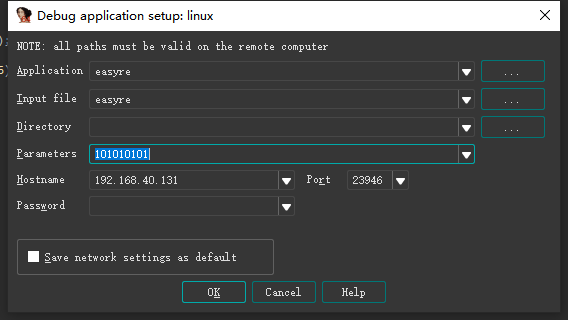 Debug application setup: linux
NOTE: all paths must be valid on the remote computer
Application easyre ...
Input file easyre ...
Directory ...
Parameters 101010101
Hostname 192.168.40.131 Port 23946
Password
Save network settings as default
OK Cancel Help